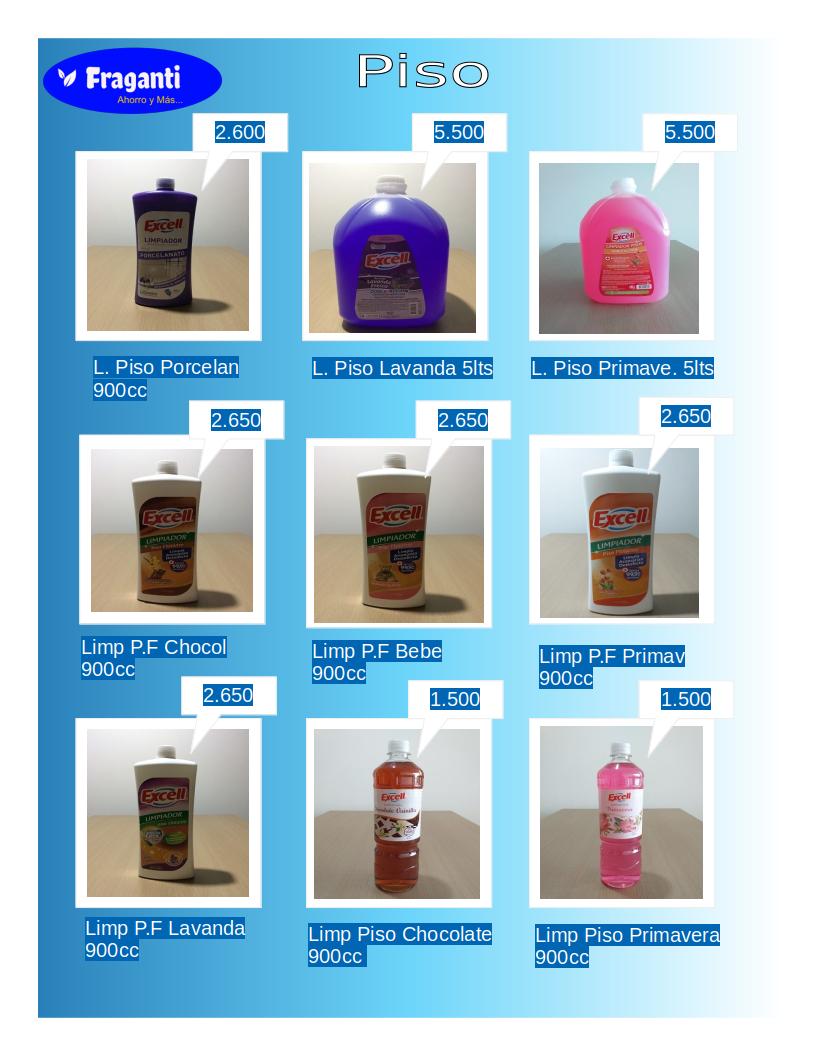 Fraganti
Ahorro y Más...
Piso
2.600
5.500
5.500
Excell
LIMPIADOR
PORCELANATO
Excell
Lavanda
Excell
L. Piso Porcelan
900cc
L. Piso Lavanda 5lts
L. Piso Primave. 5lts
2.650
2.650
2.650
Excell
LIMPIADOR
Excell
LIMPIADOR
Excell
LIMPIADOR
Limp P.F Chocol
900cc
Limp P.F Bebe
900cc
Limp P.F Primav
900cc
2.650
1.500
1.500
Excell
LIMPIADOR
Excell
Excell
Limp P.F Lavanda
900cc
Limp Piso Chocolate
900cc
Limp Piso Primavera
900cc